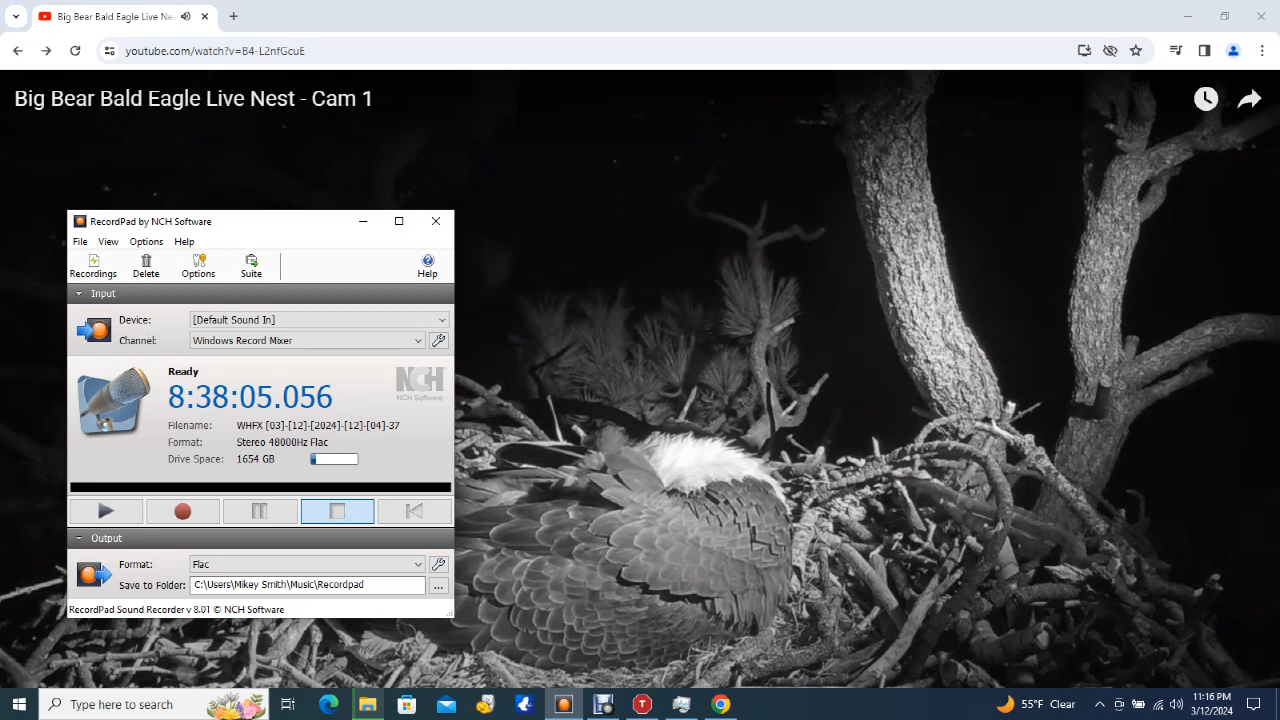 Big Bear Bald Eagle Live Ne
youtube.com/watch?v=B4-L2nfGcuE
Big Bear Bald Eagle Live Nest - Cam 1
RecordPad by NCH Software
File View Options Help
Recordings Delete Options Suite Help
Input
Device: [Default Sound In]
Channel: Windows Record Mixer
Ready
8:38:05.056
NCH
NCH Software
Filename: WHFX [03]-[12]-[2024]-[12]-[04]-37
Format: Stereo 48000Hz Flac
Drive Space: 1654 GB
Output
Format: Flac
Save to Folder: C:\Users\Mikey Smith\Music\Recordpad
...
RecordPad Sound Recorder v 8.01 © NCH Software
Type here to search
T
55°F Clear
11:16 PM
3/12/2024